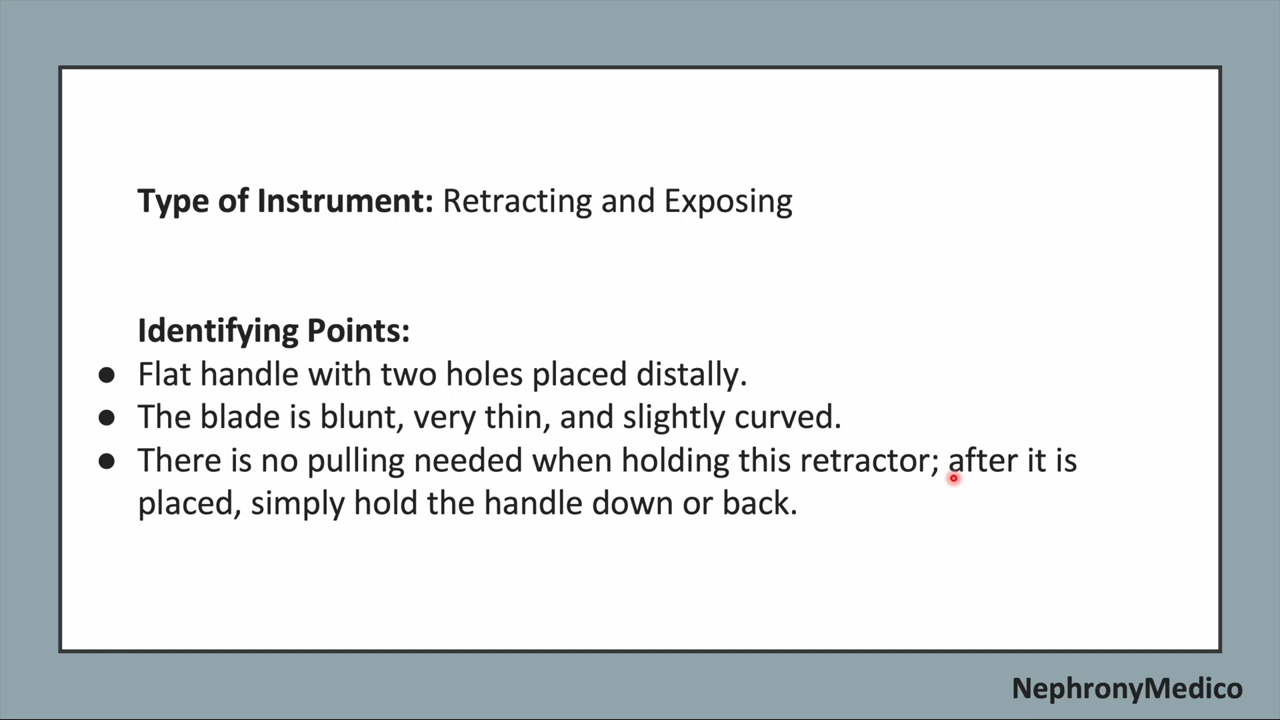 Type of Instrument: Retracting and Exposing
Identifying Points:
● Flat handle with two holes placed distally.
● The blade is blunt, very thin, and slightly curved.
● There is no pulling needed when holding this retractor; after it is
placed, simply hold the handle down or back.
NephronyMedico